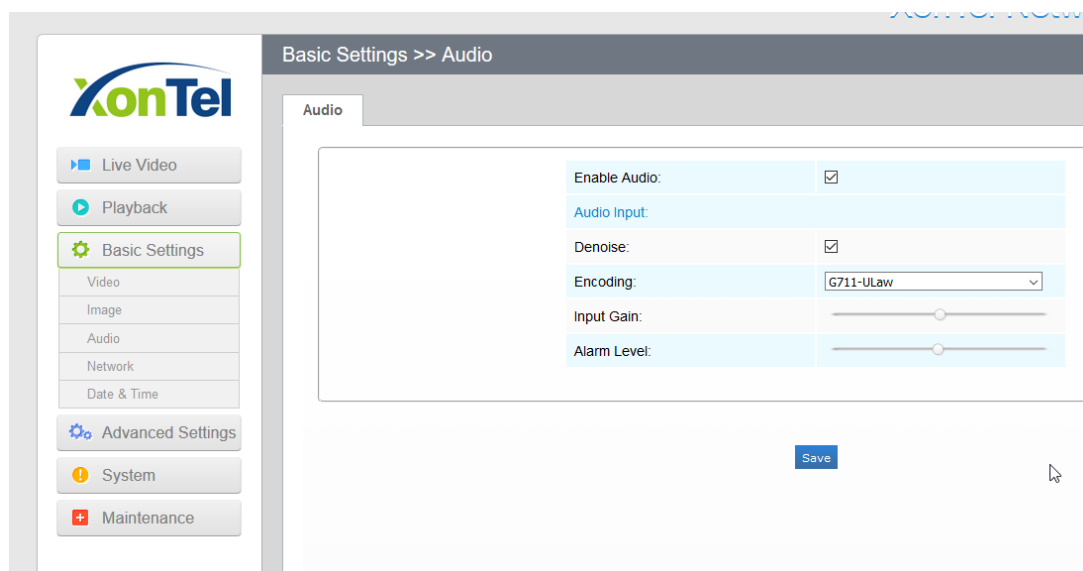 Basic Settings >> Audio
XonTel
Audio
Live Video
Playback
Basic Settings
Video
Image
Audio
Network
Date & Time
Advanced Settings
System
Maintenance
Enable Audio:
Audio Input:
Denoise:
Encoding: G711-ULaw
Input Gain:
Alarm Level:
Save